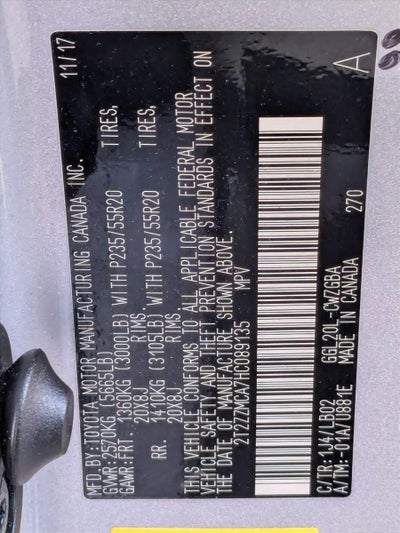 11/17
MFD. BY:TOYOTA MOTOR MANUFACTURING CANADA INC.
GVWR:2570KG (5665LB)
GAWR:FRT. 1360KG (3000LB) WITH P235/55R20 TIRES,
20X8J RIMS,
RR. 1410KG (3105LB) WITH P235/55R20 TIRES,
20X8J RIMS.
THIS VEHICLE CONFORMS TO ALL APPLICABLE FEDERAL MOTOR
VEHICLE SAFETY AND THEFT PREVENTION STANDARDS IN EFFECT ON
THE DATE OF MANUFACTURE SHOWN ABOVE.
2T2ZZMCA7HC089135 MPV
C/TR:1J4/LB02 GGL20L-CWZGBA
A/TM:-01A/U881E MADE IN CANADA
270
A